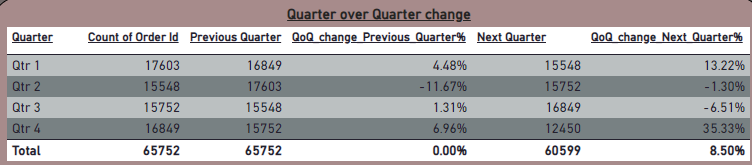 Quarter over Quarter change
Quarter Count of Order Id Previous Quarter QoQ_change_Previous_Quarter% Next Quarter QoQ_change_Next_Quarter%
Qtr 1 17603 16849 4.48% 15548 13.22%
Qtr 2 15548 17603 -11.67% 15752 -1.30%
Qtr 3 15752 15548 1.31% 16849 -6.51%
Qtr 4 16849 15752 6.96% 12450 35.33%
Total 65752 65752 0.00% 60599 8.50%